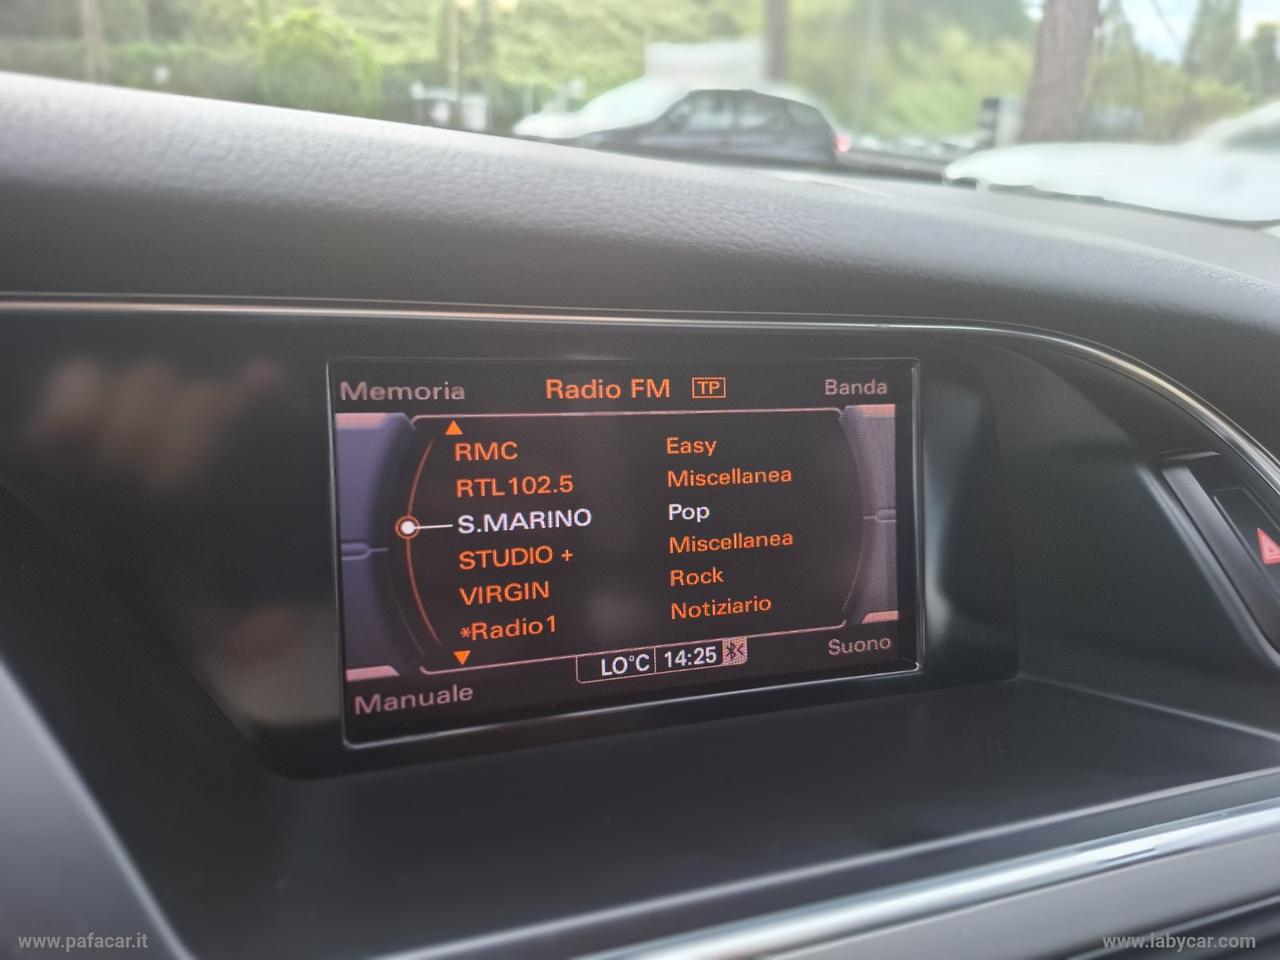 Memoria Radio FM TP Banda
RMC Easy
RTL102.5 Miscellanea
S.MARINO Pop
STUDIO + Miscellanea
VIRGIN Rock
*Radio1 Notiziario
LO°C 14:25
Manuale Suono
www.pafacar.it www.iabycar.com